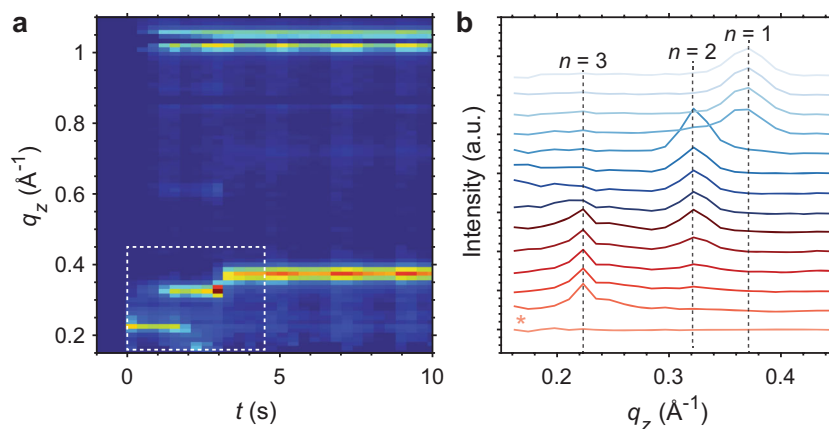 a
b
1
0.8
0.6
0.4
0.2
q_z (Å⁻¹)
0
5
10
t (s)
n = 3
n = 2
n = 1
Intensity (a.u.)
*
0.2
0.3
0.4
q_z (Å⁻¹)